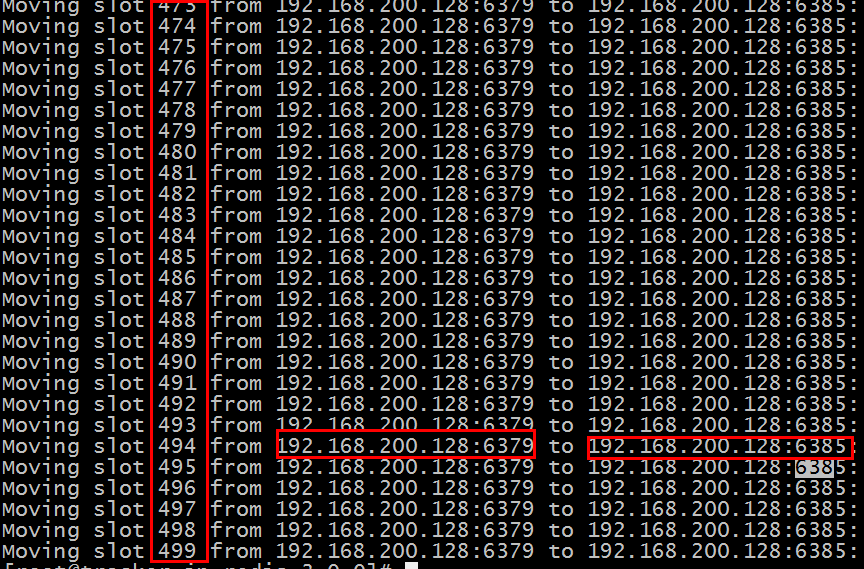 Moving slot 473 from 192.168.200.128:6379 to 192.168.200.128:6385:
Moving slot 474 from 192.168.200.128:6379 to 192.168.200.128:6385:
Moving slot 475 from 192.168.200.128:6379 to 192.168.200.128:6385:
Moving slot 476 from 192.168.200.128:6379 to 192.168.200.128:6385:
Moving slot 477 from 192.168.200.128:6379 to 192.168.200.128:6385:
Moving slot 478 from 192.168.200.128:6379 to 192.168.200.128:6385:
Moving slot 479 from 192.168.200.128:6379 to 192.168.200.128:6385:
Moving slot 480 from 192.168.200.128:6379 to 192.168.200.128:6385:
Moving slot 481 from 192.168.200.128:6379 to 192.168.200.128:6385:
Moving slot 482 from 192.168.200.128:6379 to 192.168.200.128:6385:
Moving slot 483 from 192.168.200.128:6379 to 192.168.200.128:6385:
Moving slot 484 from 192.168.200.128:6379 to 192.168.200.128:6385:
Moving slot 485 from 192.168.200.128:6379 to 192.168.200.128:6385:
Moving slot 486 from 192.168.200.128:6379 to 192.168.200.128:6385:
Moving slot 487 from 192.168.200.128:6379 to 192.168.200.128:6385:
Moving slot 488 from 192.168.200.128:6379 to 192.168.200.128:6385:
Moving slot 489 from 192.168.200.128:6379 to 192.168.200.128:6385:
Moving slot 490 from 192.168.200.128:6379 to 192.168.200.128:6385:
Moving slot 491 from 192.168.200.128:6379 to 192.168.200.128:6385:
Moving slot 492 from 192.168.200.128:6379 to 192.168.200.128:6385:
Moving slot 493 from 192.168.200.128:6379 to 192.168.200.128:6385:
Moving slot 494 from 192.168.200.128:6379 to 192.168.200.128:6385:
Moving slot 495 from 192.168.200.128:6379 to 192.168.200.128:6385:
Moving slot 496 from 192.168.200.128:6379 to 192.168.200.128:6385:
Moving slot 497 from 192.168.200.128:6379 to 192.168.200.128:6385:
Moving slot 498 from 192.168.200.128:6379 to 192.168.200.128:6385:
Moving slot 499 from 192.168.200.128:6379 to 192.168.200.128:6385: